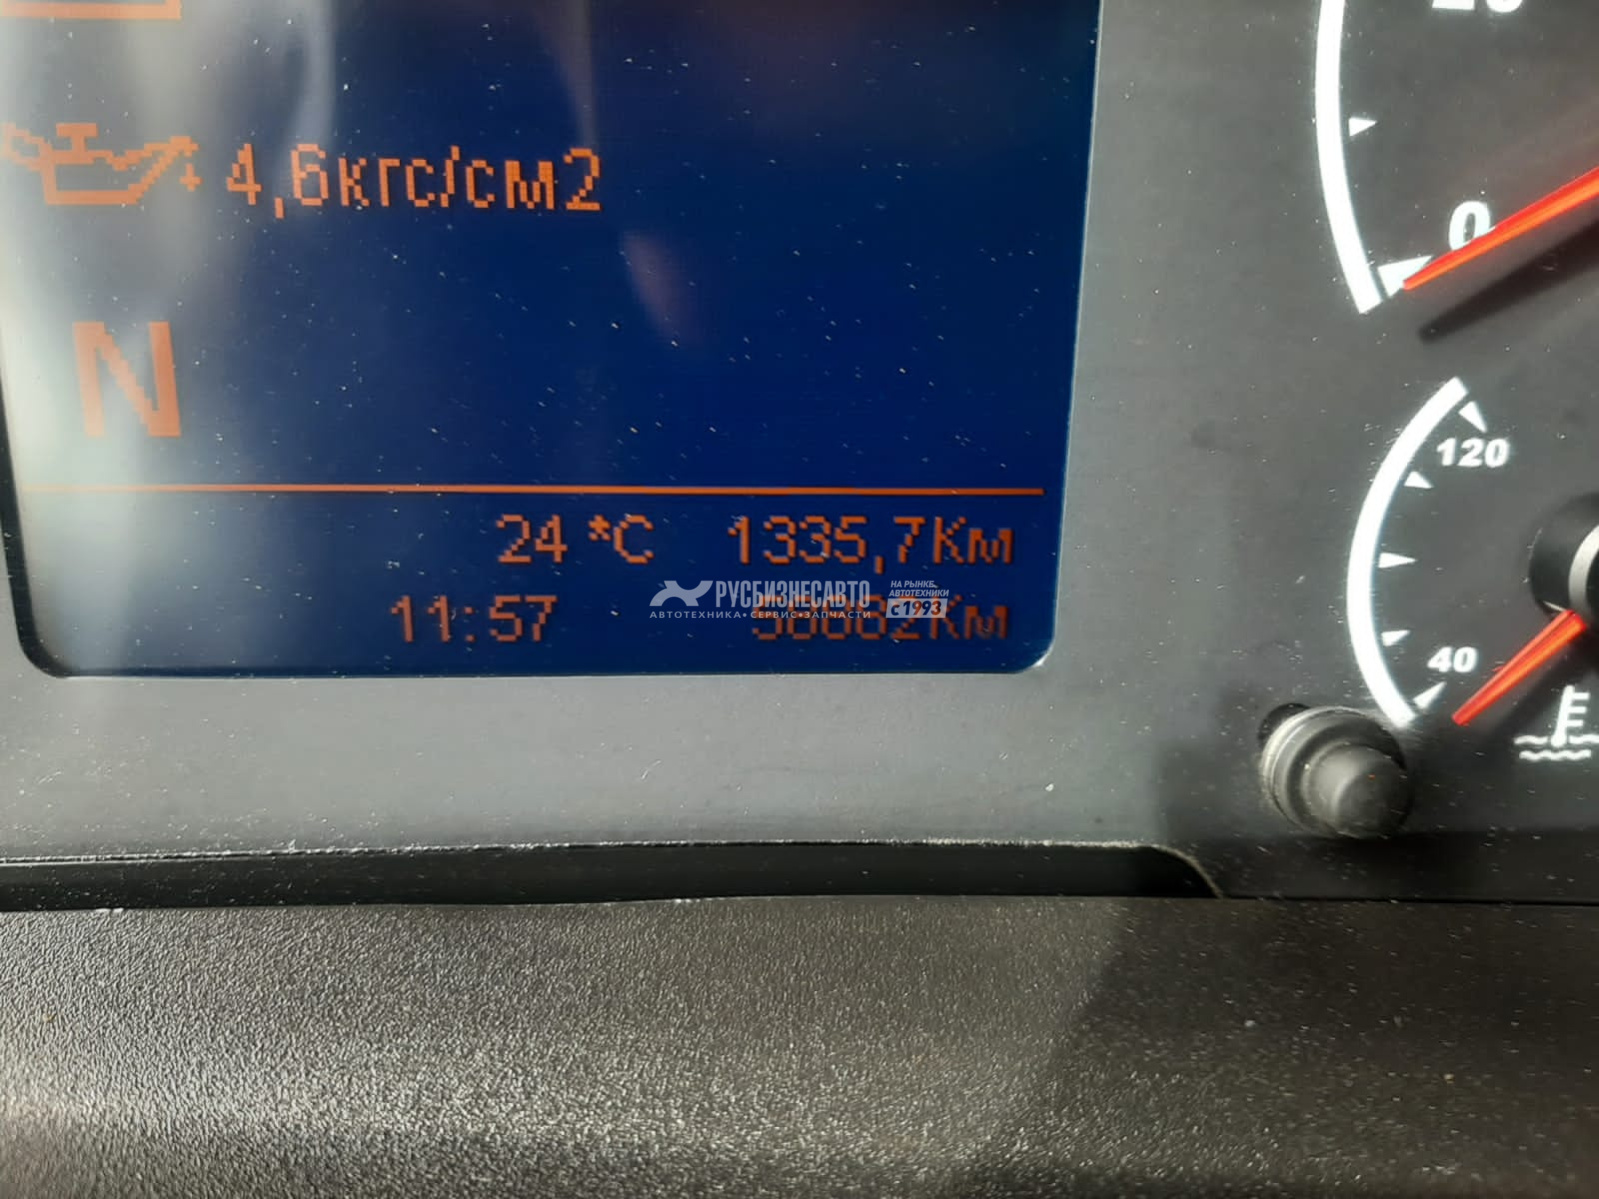 4,6кгс/см2
N
24 *C 1335,7Км
11:57
РУСБИЗНЕСАВТО
АВТОТЕХНИКА•СЕРВИС•ЗАПЧАСТИ
НА РЫНКЕ
АВТОТЕХНИКИ
с 1993
0
120
40